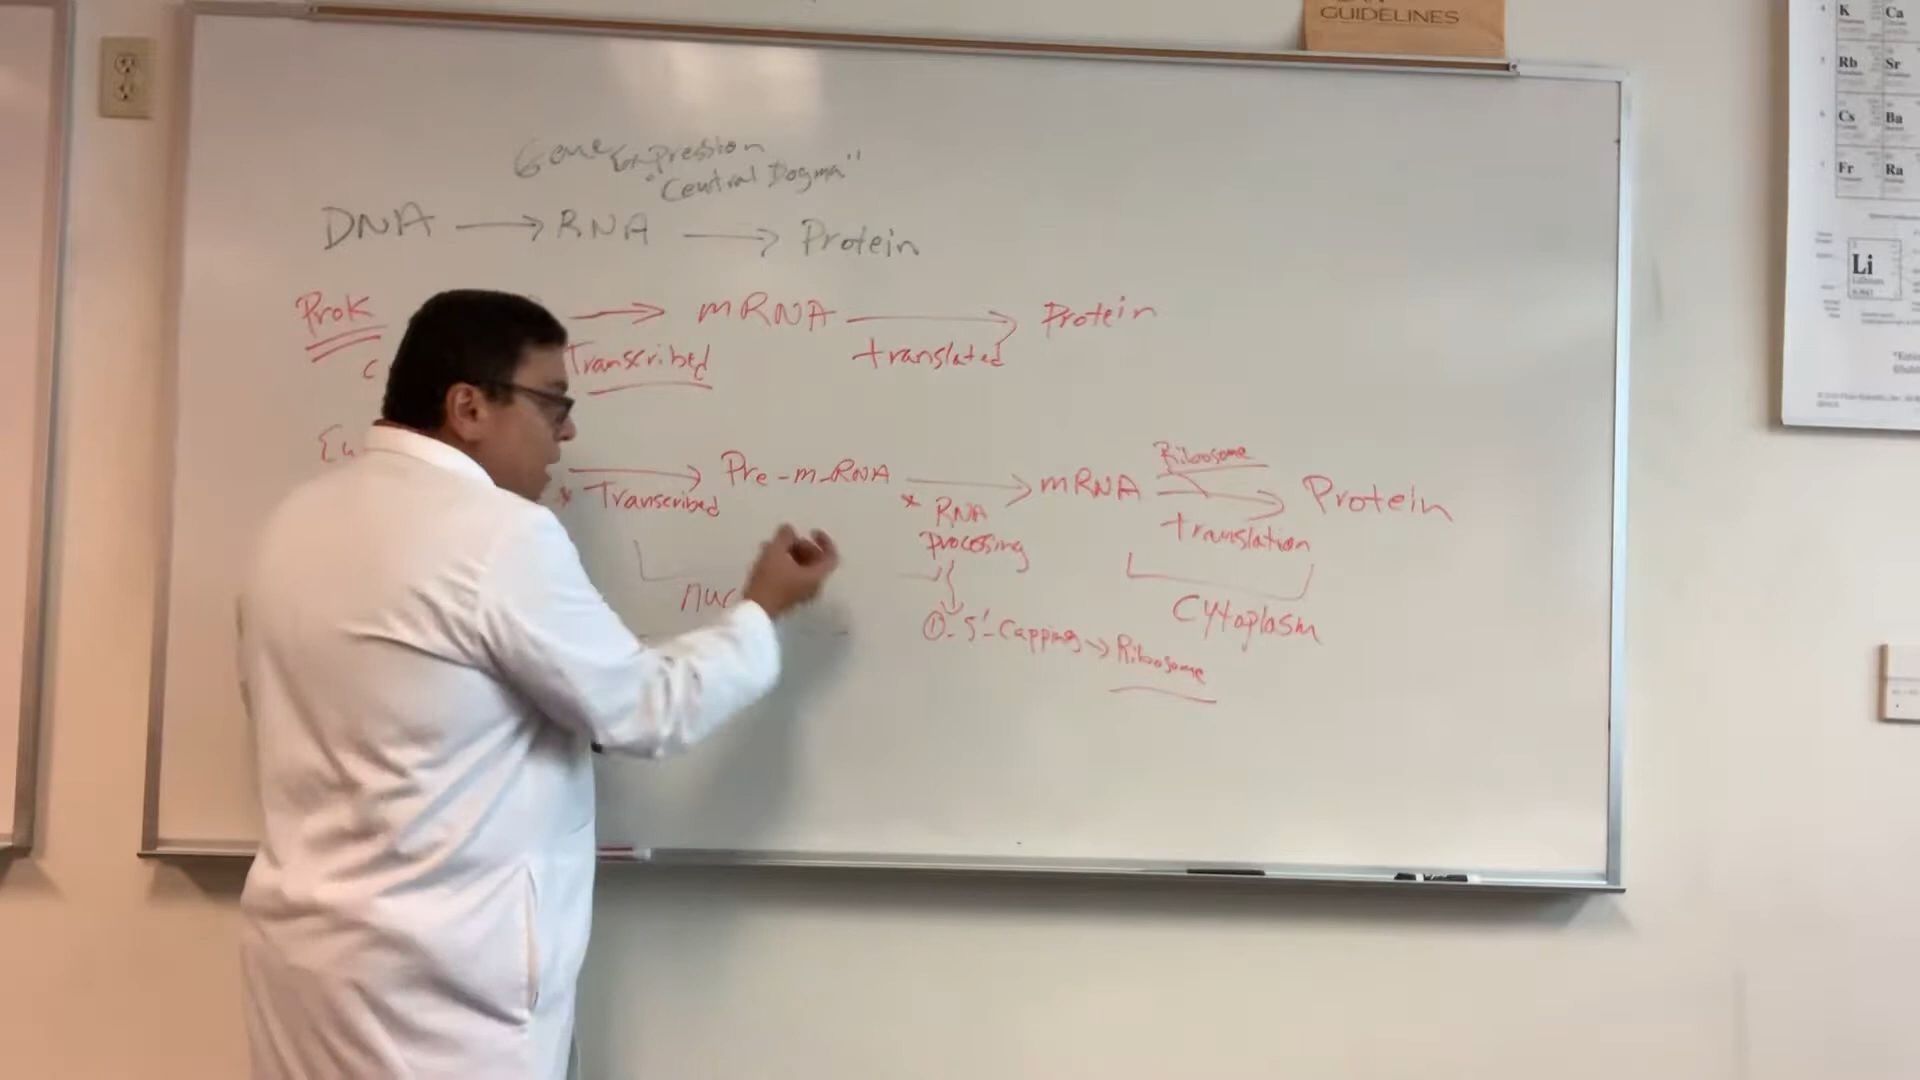 GUIDELINES
Gene Expression
"Central Dogma"
DNA → RNA → Protein
Prok → mRNA → Protein
Transcribed translated
Eu → Pre-mRNA → mRNA → Protein
Ribosome
* Transcribed * RNA Processing translation
nuc Cytoplasm
① - 5'- Capping → Ribosome
K Ca
Rb Sr
Cs Ba
Fr Ra
Li